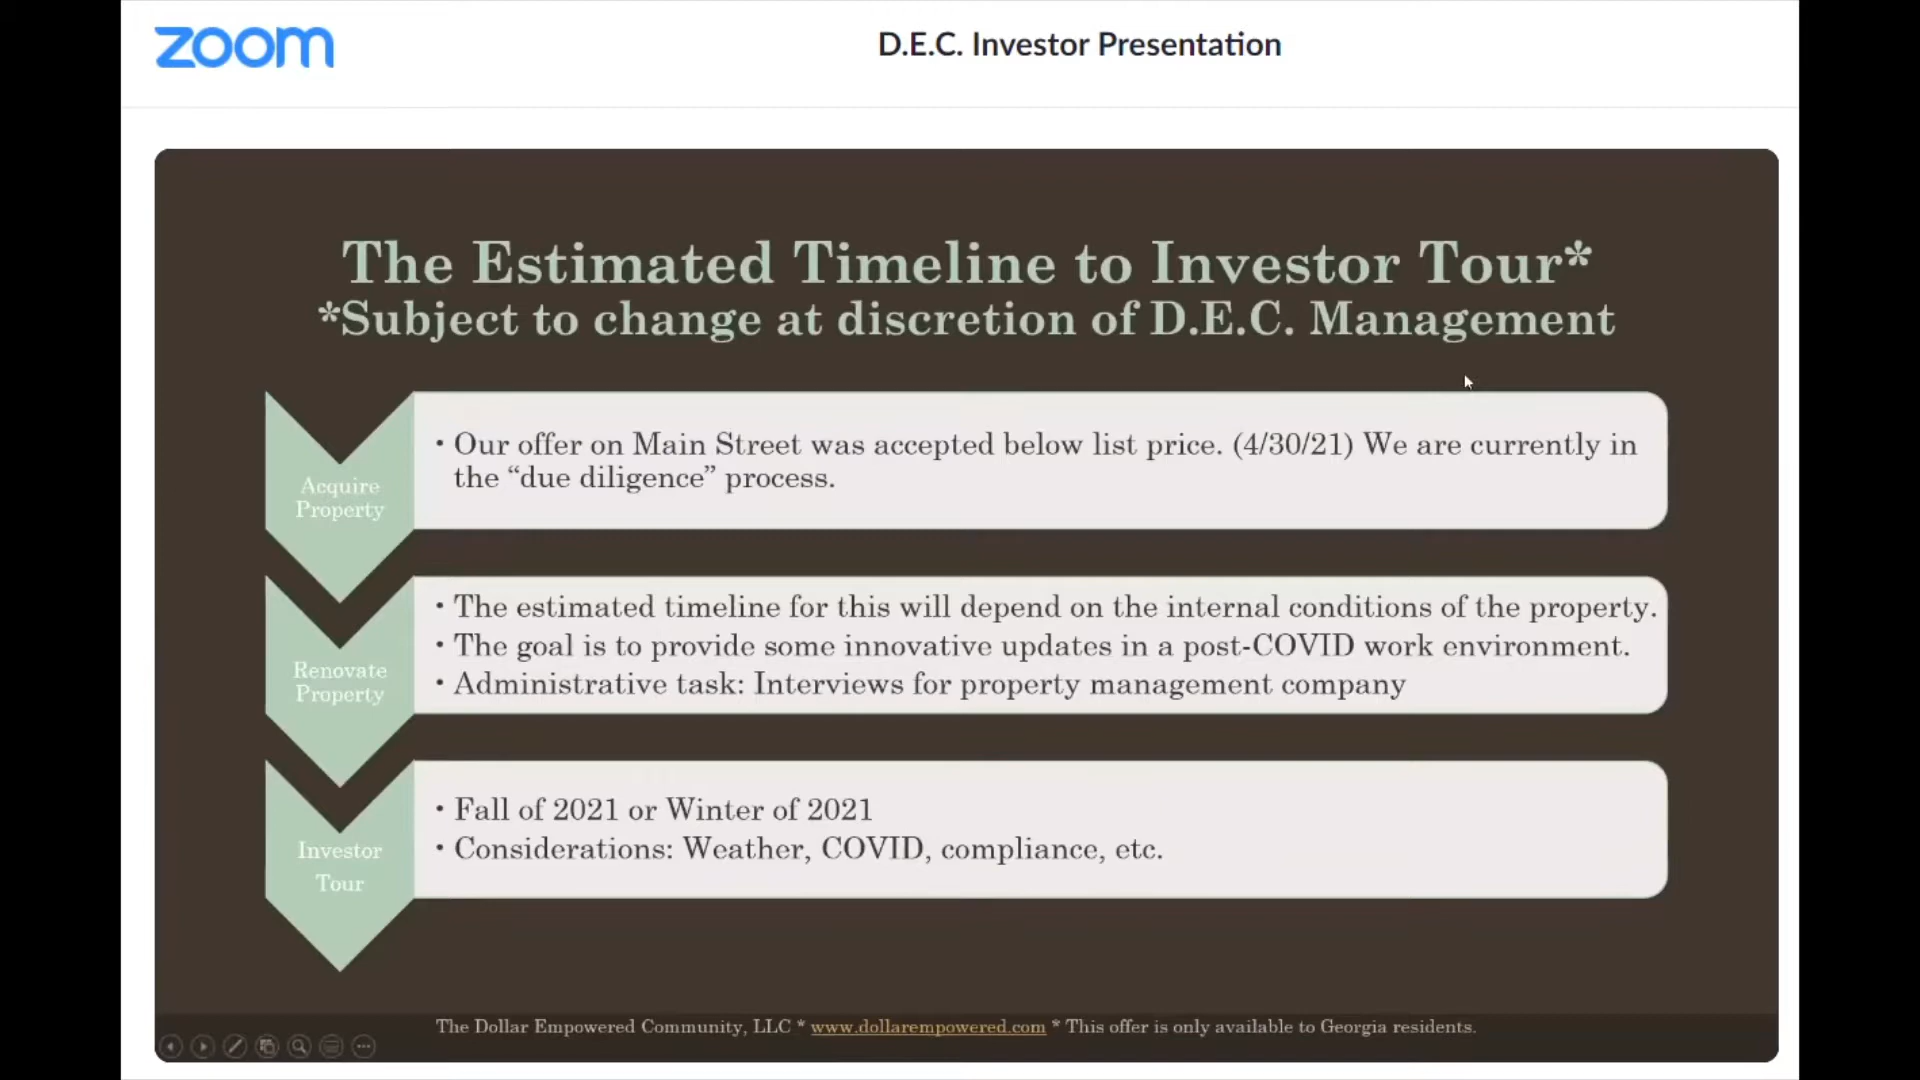 zoom
D.E.C. Investor Presentation
The Estimated Timeline to Investor Tour*
*Subject to change at discretion of D.E.C. Management
Acquire
Property
• Our offer on Main Street was accepted below list price. (4/30/21) We are currently in
the “due diligence” process.
Renovate
Property
• The estimated timeline for this will depend on the internal conditions of the property.
• The goal is to provide some innovative updates in a post-COVID work environment.
• Administrative task: Interviews for property management company
Investor
Tour
• Fall of 2021 or Winter of 2021
• Considerations: Weather, COVID, compliance, etc.
The Dollar Empowered Community, LLC * www.dollarempowered.com * This offer is only available to Georgia residents.